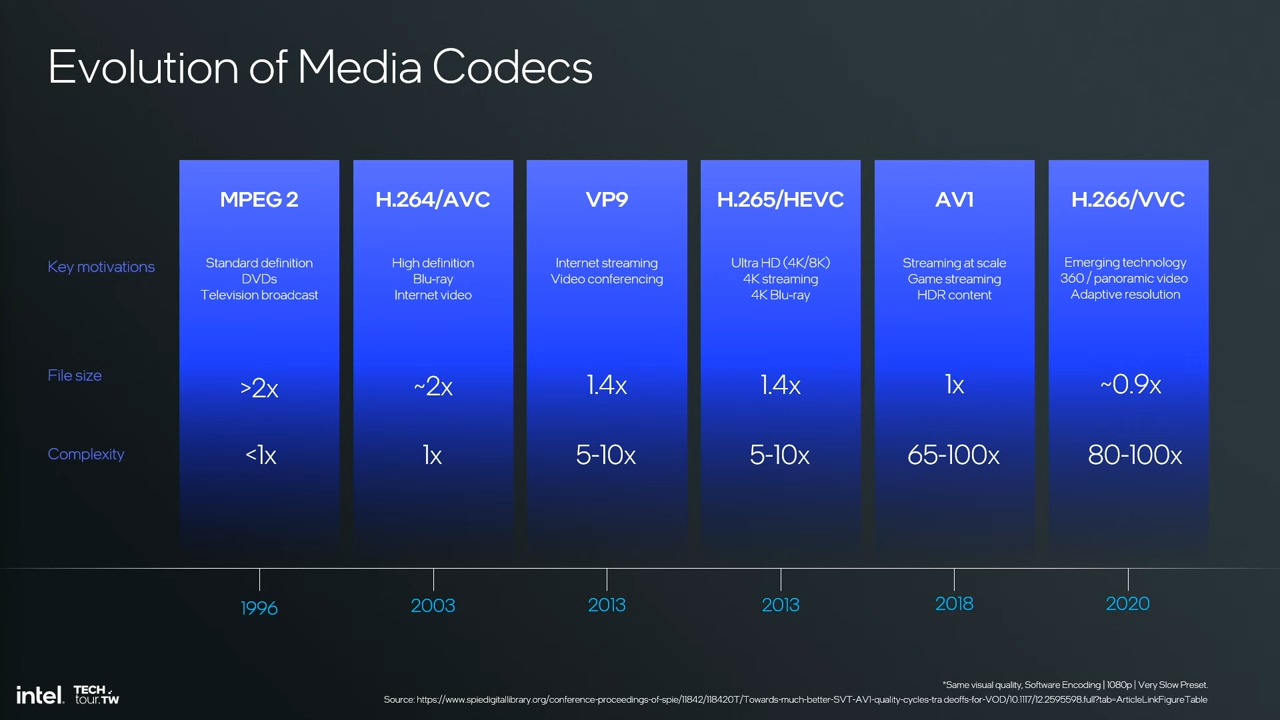 Evolution of Media Codecs
MPEG 2
H.264/AVC
VP9
H.265/HEVC
AV1
H.266/VVC
Key motivations
Standard definition
DVDs
Television broadcast
High definition
Blu-ray
Internet video
Internet streaming
Video conferencing
Ultra HD (4K/8K)
4K streaming
4K Blu-ray
Streaming at scale
Game streaming
HDR content
Emerging technology
360 / panoramic video
Adaptive resolution
File size
>2x
~2x
1.4x
1.4x
1x
~0.9x
Complexity
<1x
1x
5-10x
5-10x
65-100x
80-100x
1996
2003
2013
2013
2018
2020
intel.
TECH
tour.TW
*Same visual quality, Software Encoding | 1080p | Very Slow Preset.
Source: https://www.spiedigitallibrary.org/conference-proceedings-of-spie/11842/118420T/Towards-much-better-SVT-AV1-quality-cycles-tra deoffs-for-VOD/10.1117/12.2595598.full?tab=ArticleLinkFigureTable